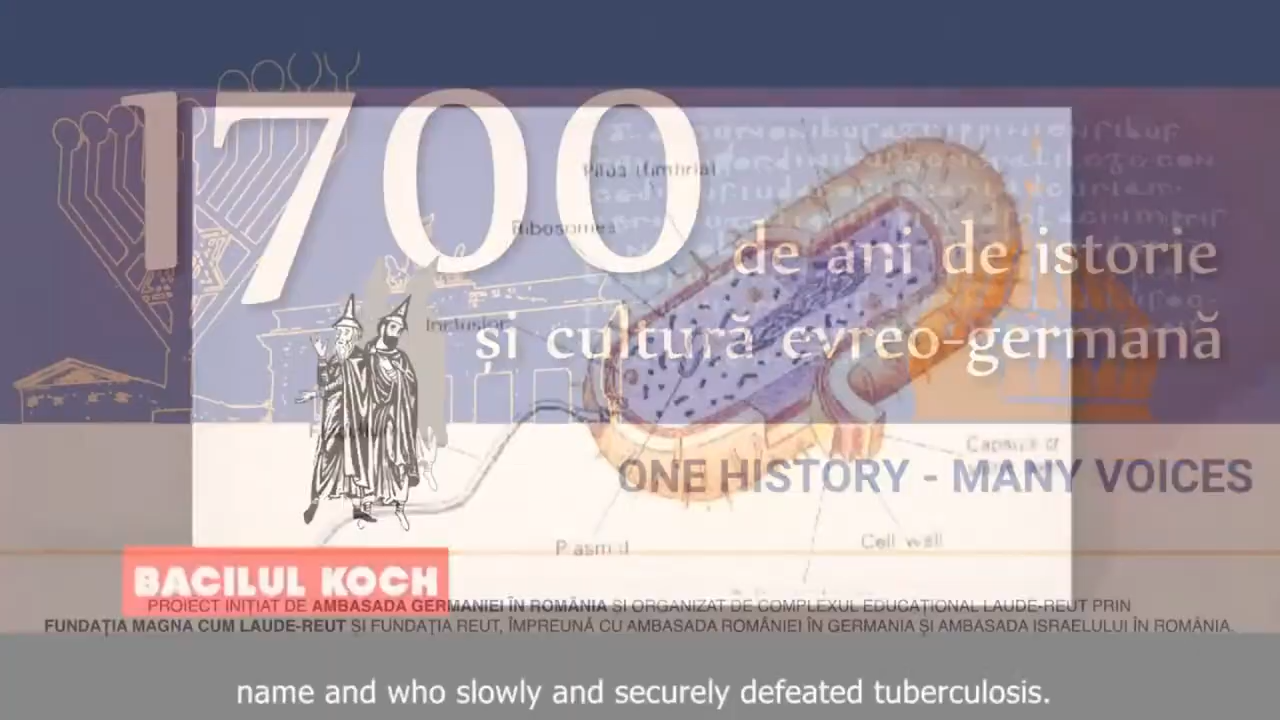 1700
de ani de istorie
și cultură evreo-germană
Pilus (fimbria)
Ribosomes
Inclusion
ONE HISTORY - MANY VOICES
Plasmid
Cell wall
BACILUL KOCH
PROIECT INIȚIAT DE AMBASADA GERMANIEI ÎN ROMÂNIA ȘI ORGANIZAT DE COMPLEXUL EDUCAȚIONAL LAUDE-REUT PRIN
FUNDAȚIA MAGNA CUM LAUDE-REUT ȘI FUNDAȚIA REUT, ÎMPREUNĂ CU AMBASADA ROMÂNIEI ÎN GERMANIA ȘI AMBASADA ISRAELULUI ÎN ROMÂNIA.
name and who slowly and securely defeated tuberculosis.